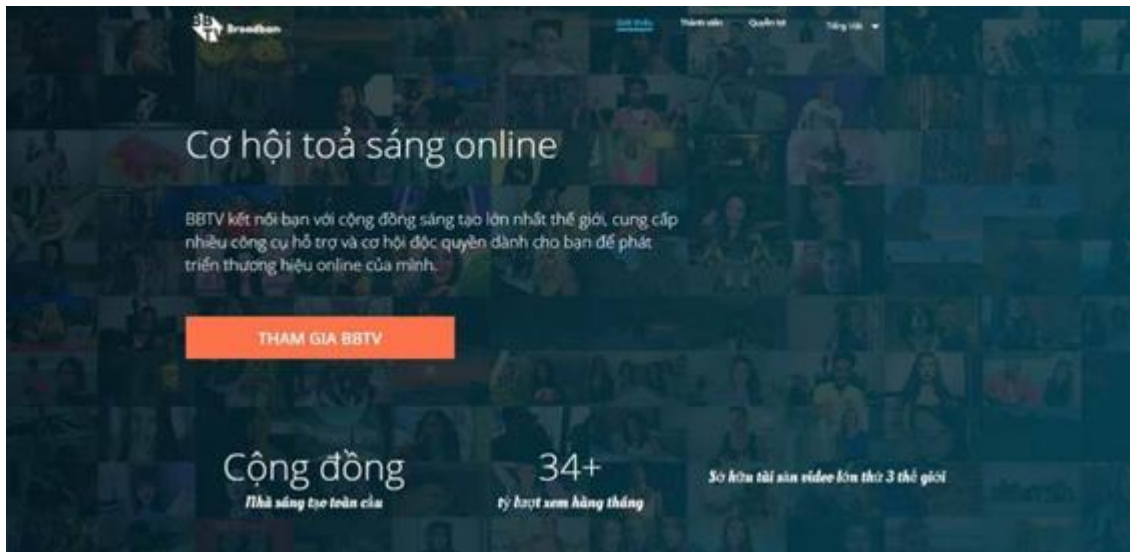 BBTV Broadban
Giới thiệu Thành viên Quyền lợi Tiếng Việt
Cơ hội toả sáng online
BBTV kết nối bạn với cộng đồng sáng tạo lớn nhất thế giới, cung cấp
nhiều công cụ hỗ trợ và cơ hội độc quyền dành cho bạn để phát
triển thương hiệu online của mình.
THAM GIA BBTV
Cộng đồng
Nhà sáng tạo toàn cầu
34+
tỷ lượt xem hàng tháng
Sở hữu tài sản video lớn thứ 3 thế giới